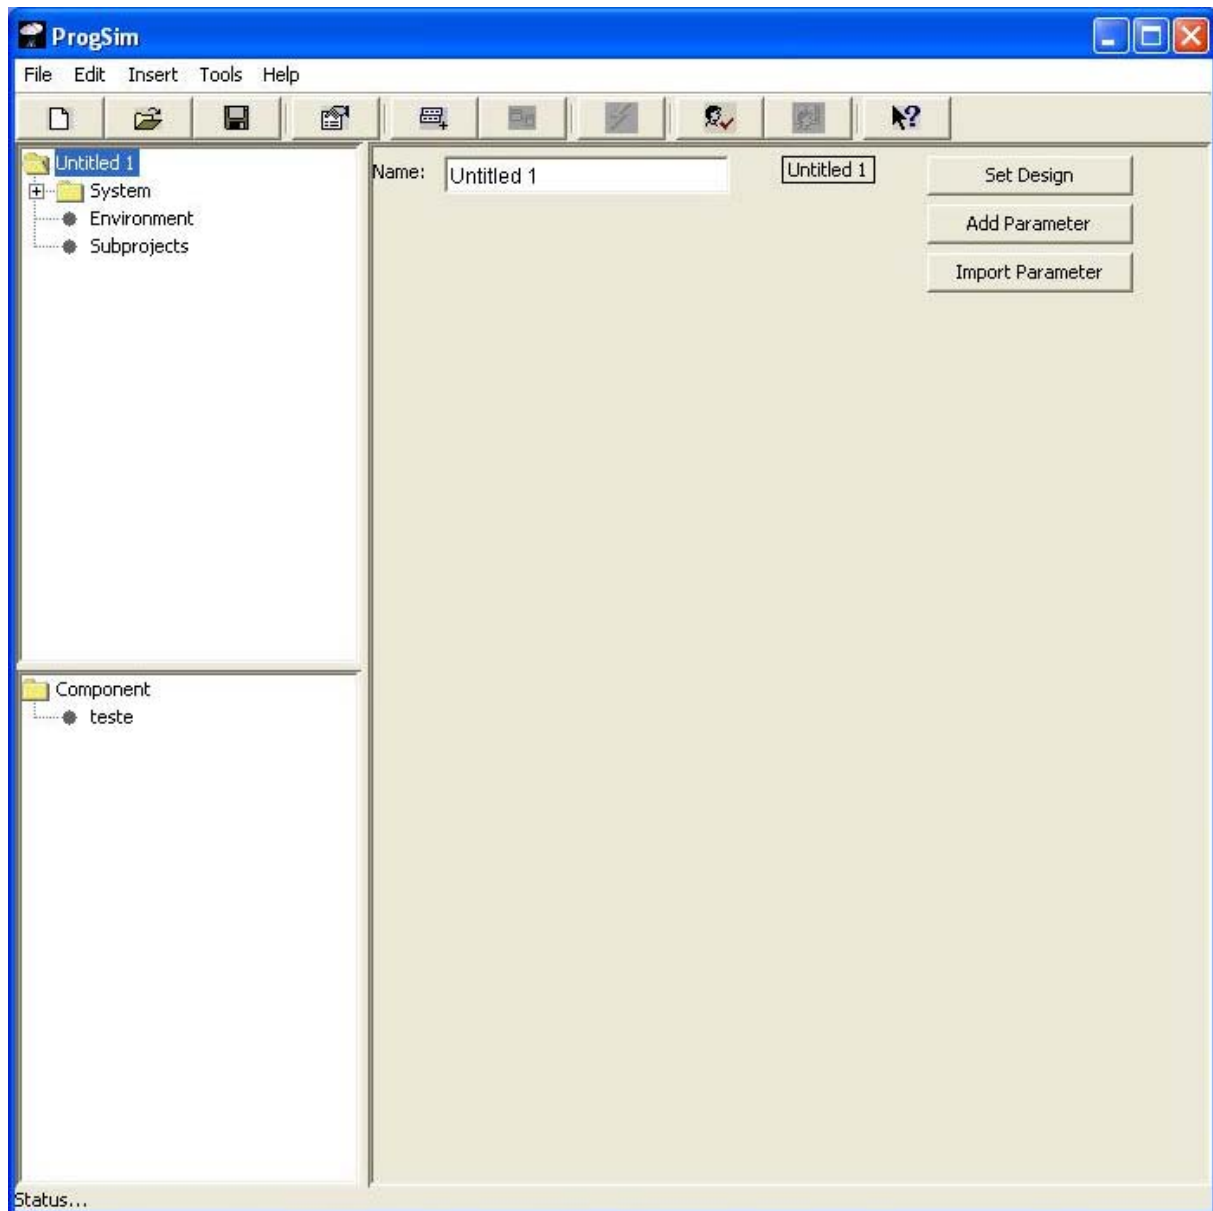 ProgSim
File Edit Insert Tools Help
Untitled 1
System
Environment
Subprojects
Name: Untitled 1 Untitled 1
Set Design
Add Parameter
Import Parameter
Component
teste
Status...